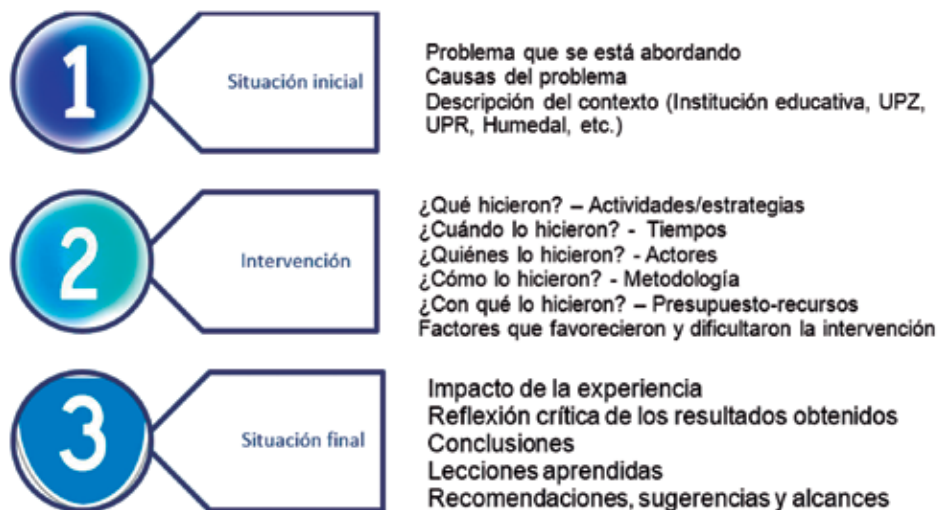 1
Situación inicial
Problema que se está abordando
Causas del problema
Descripción del contexto (Institución educativa, UPZ,
UPR, Humedal, etc.)
2
Intervención
¿Qué hicieron? – Actividades/estrategias
¿Cuándo lo hicieron? - Tiempos
¿Quiénes lo hicieron? - Actores
¿Cómo lo hicieron? - Metodología
¿Con qué lo hicieron? – Presupuesto-recursos
Factores que favorecieron y dificultaron la intervención
3
Situación final
Impacto de la experiencia
Reflexión crítica de los resultados obtenidos
Conclusiones
Lecciones aprendidas
Recomendaciones, sugerencias y alcances